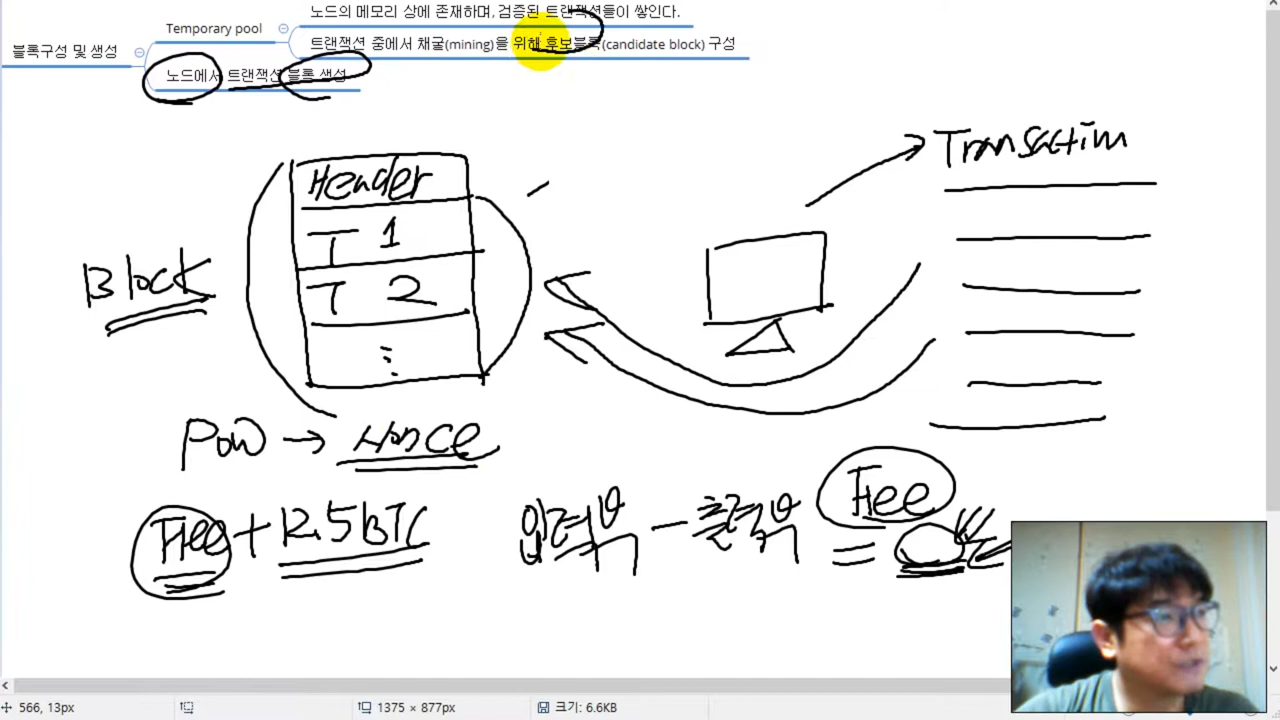 노드의 메모리 상에 존재하며, 검증된 트랜잭션들이 쌓인다.
Temporary pool
트랜잭션 중에서 채굴(mining)을 위해 후보블록(candidate block) 구성
블록구성 및 생성
노드에서 트랜잭션 블록 생성
Transaction
Header
T 1
Block
T 2
⋮
POW → Nonce
Fee
Fee + 12.5BTC 입력부 - 출력부 =
566, 13px 1375 × 877px 크기: 6.6KB